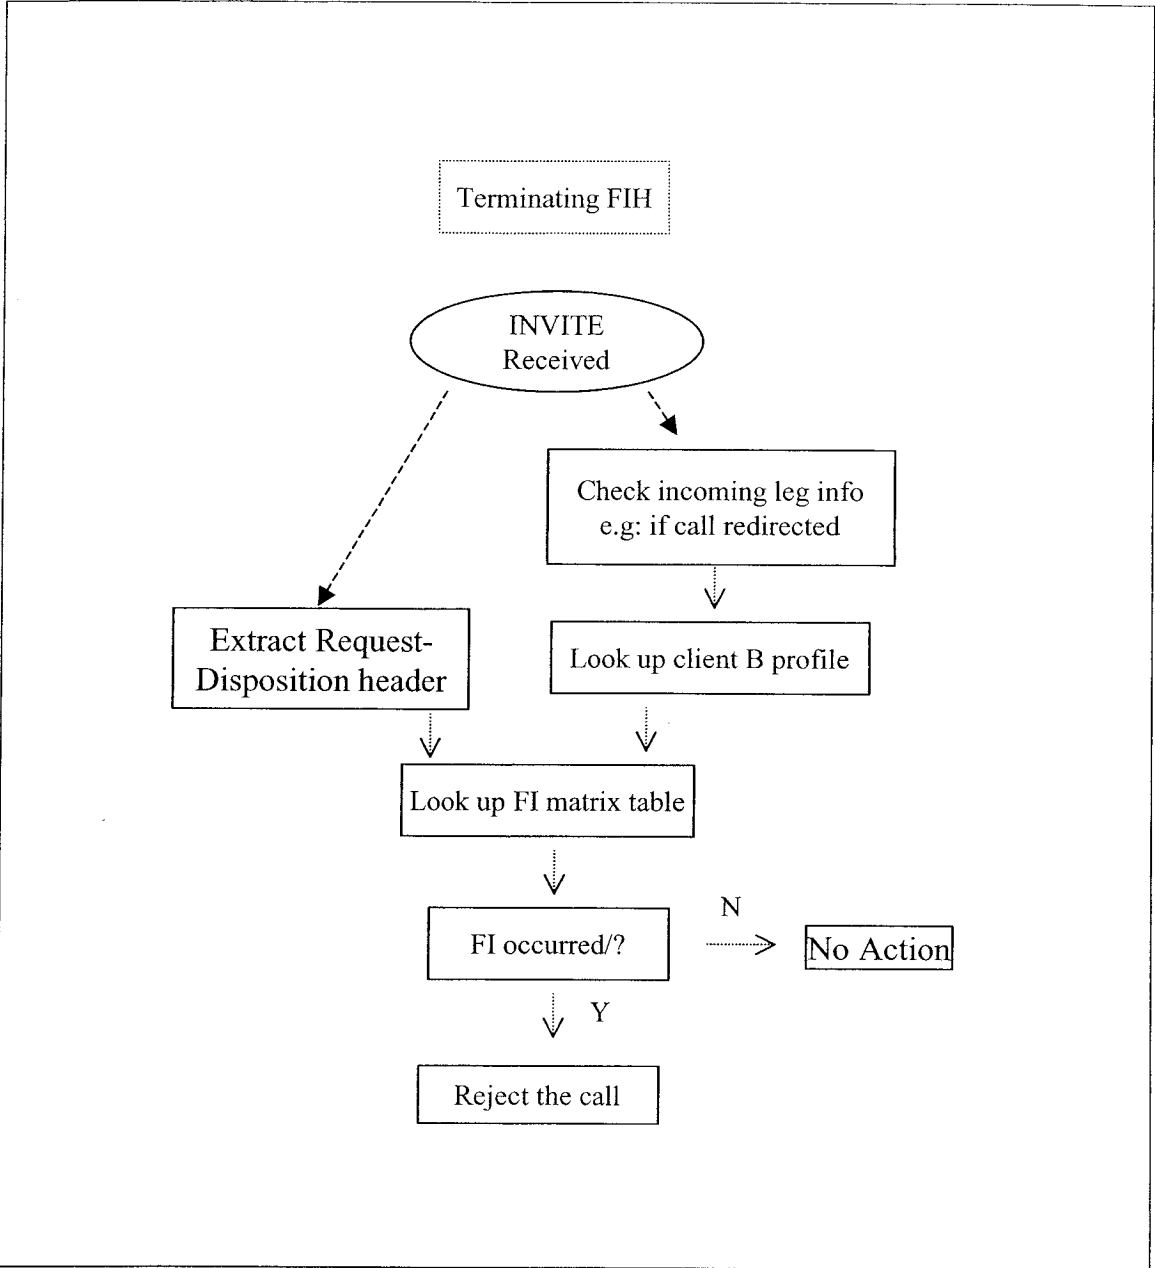 Terminating FIH
INVITE
Received
Check incoming leg info
e.g: if call redirected
Extract Request-
Disposition header
Look up client B profile
Look up FI matrix table
FI occurred/?
N
No Action
Y
Reject the call